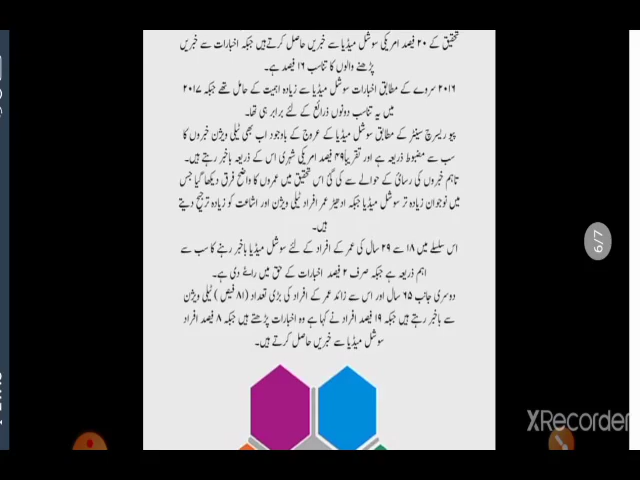 تحقیق کے ۲۰ فیصد امریکی سوشل میڈیا سے خبریں حاصل کرتے ہیں جبکہ اخبارات سے خبریں
پڑھنے والوں کا تناسب ۱۶ فیصد ہے۔
۲۰۱۶ سروے کے مطابق اخبارات سوشل میڈیا سے زیادہ اہمیت کے حامل تھے جبکہ ۲۰۱۷
میں یہ تناسب دونوں ذرائع کے لئے برابر ہی تھا۔
پیو ریسرچ سینٹر کے مطابق سوشل میڈیا کے عروج کے باوجود اب بھی ٹیلی ویژن خبروں کا
سب سے مضبوط ذریعہ ہے اور تقریباً ۴۹ فیصد امریکی شہری اس کے ذریعہ باخبر رہتے ہیں۔
تاہم خبروں کی رسائی کے حوالے سے کی گئی اس تحقیق میں عمروں کا واضح فرق دیکھا گیا جس
میں نوجوان زیادہ تر سوشل میڈیا جبکہ ادھیڑ عمر افراد ٹیلی ویژن اور اشاعت کو زیادہ ترجیح دیتے
ہیں۔
اس سلسلے میں ۱۸ سے ۲۹ سال کی عمر کے افراد کے لئے سوشل میڈیا باخبر رہنے کا سب سے
اہم ذریعہ ہے جبکہ صرف ۲ فیصد اخبارات کے حق میں رائے دی ہے۔
دوسری جانب ۶۵ سال اور اس سے زائد عمر کے افراد کی بڑی تعداد (۸۱ فیص) ٹیلی ویژن
سے باخبر رہتے ہیں جبکہ ۱۹ فیصد افراد نے کہا ہے وہ اخبارات پڑھتے ہیں جبکہ ۸ فیصد افراد
سوشل میڈیا سے خبریں حاصل کرتے ہیں۔
6/7
XRecorder